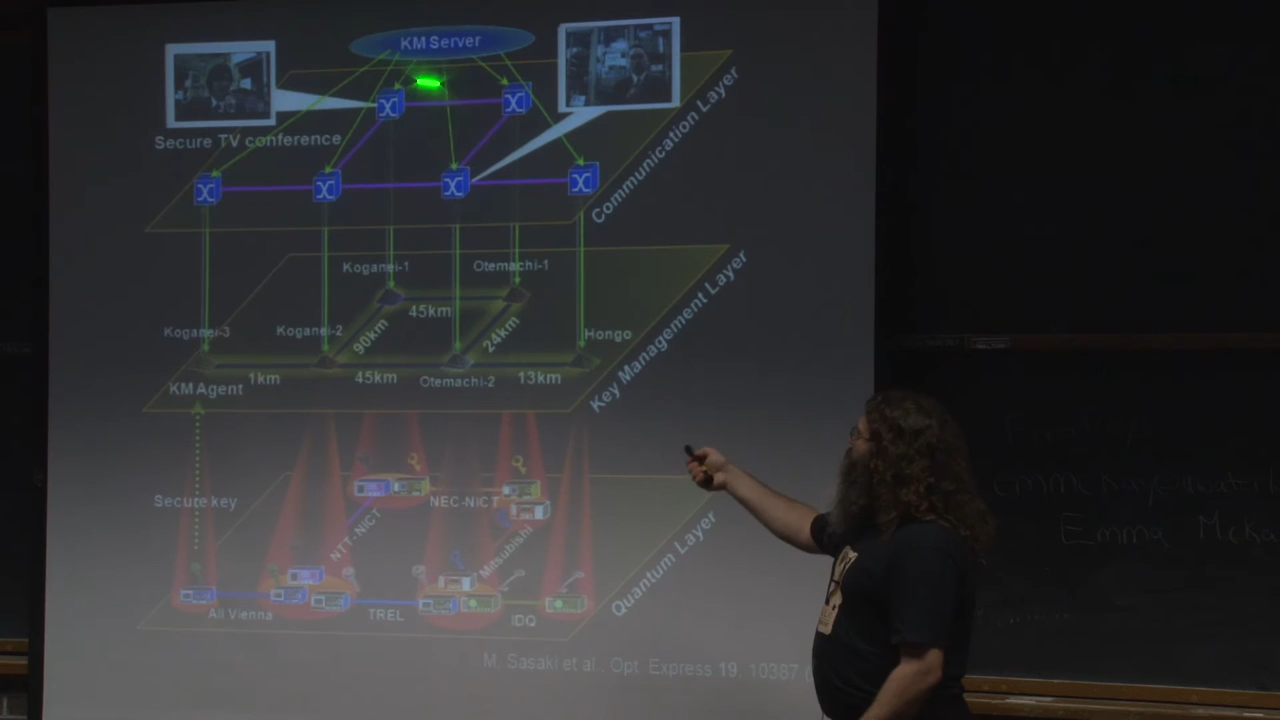 KM Server
Secure TV conference
Communication Layer
Koganei-1
Otemachi-1
45km
90km
24km
Koganei-3
Koganei-2
Hongo
KM Agent
1km
45km
Otemachi-2
13km
Key Management Layer
Secure key
NEC-NiCT
NTT-NICT
Mitsubishi
Quantum Layer
All Vienna
TREL
IDQ
M. Sasaki et al., Opt. Express 19, 10387 (
Emma McKa